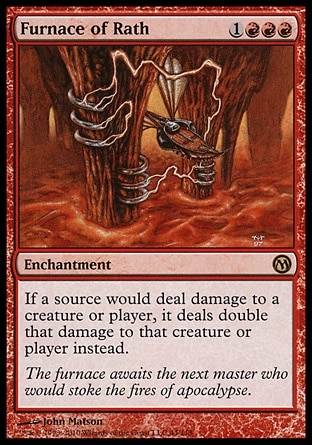 Furnace of Rath 1
Enchantment
If a source would deal damage to a
creature or player, it deals double
that damage to that creature or
player instead.
The furnace awaits the next master who
would stoke the fires of apocalypse.
John Matson